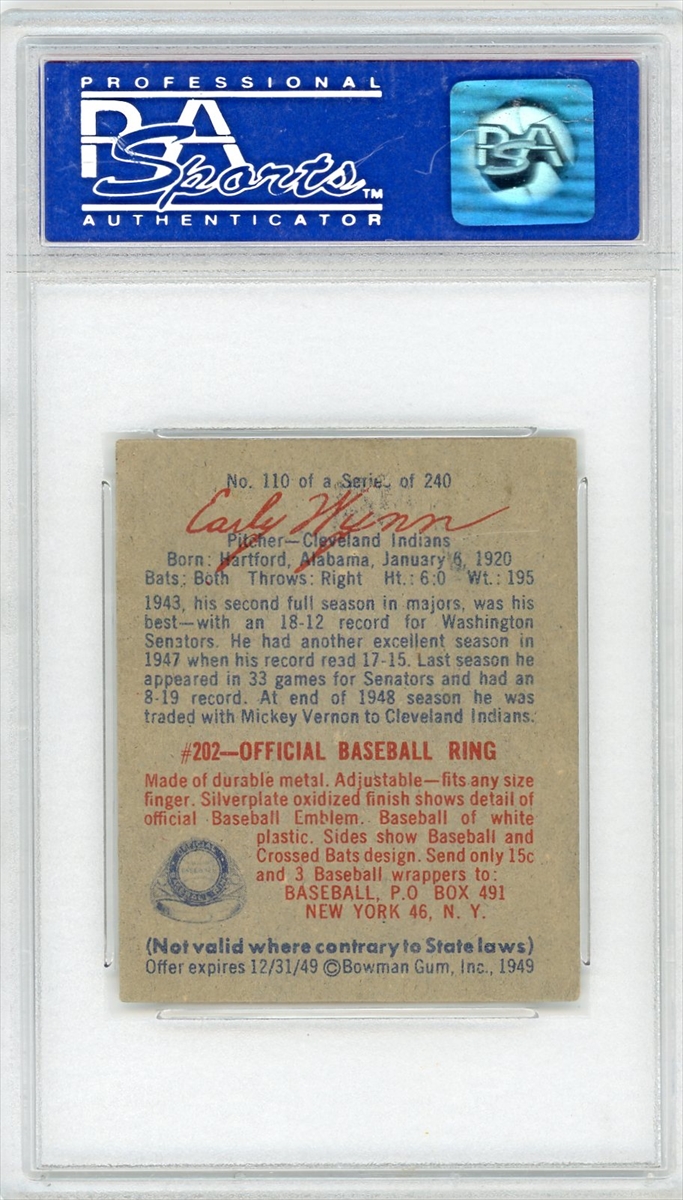 PROFESSIONAL
PSA
Sports™
AUTHENTICATOR
PSA
No. 110 of a Series of 240
Early Wynn
Pitcher—Cleveland Indians
Born: Hartford, Alabama, January 6, 1920
Bats: Both Throws: Right Ht.: 6:0 Wt.: 195
1943, his second full season in majors, was his
best—with an 18-12 record for Washington
Senators. He had another excellent season in
1947 when his record read 17-15. Last season he
appeared in 33 games for Senators and had an
8-19 record. At end of 1948 season he was
traded with Mickey Vernon to Cleveland Indians.
#202—OFFICIAL BASEBALL RING
Made of durable metal. Adjustable—fits any size
finger. Silverplate oxidized finish shows detail of
official Baseball Emblem. Baseball of white
plastic. Sides show Baseball and
Crossed Bats design. Send only 15c
and 3 Baseball wrappers to:
BASEBALL, P.O BOX 491
NEW YORK 46, N. Y.
(Not valid where contrary to State laws)
Offer expires 12/31/49 ©Bowman Gum, Inc., 1949